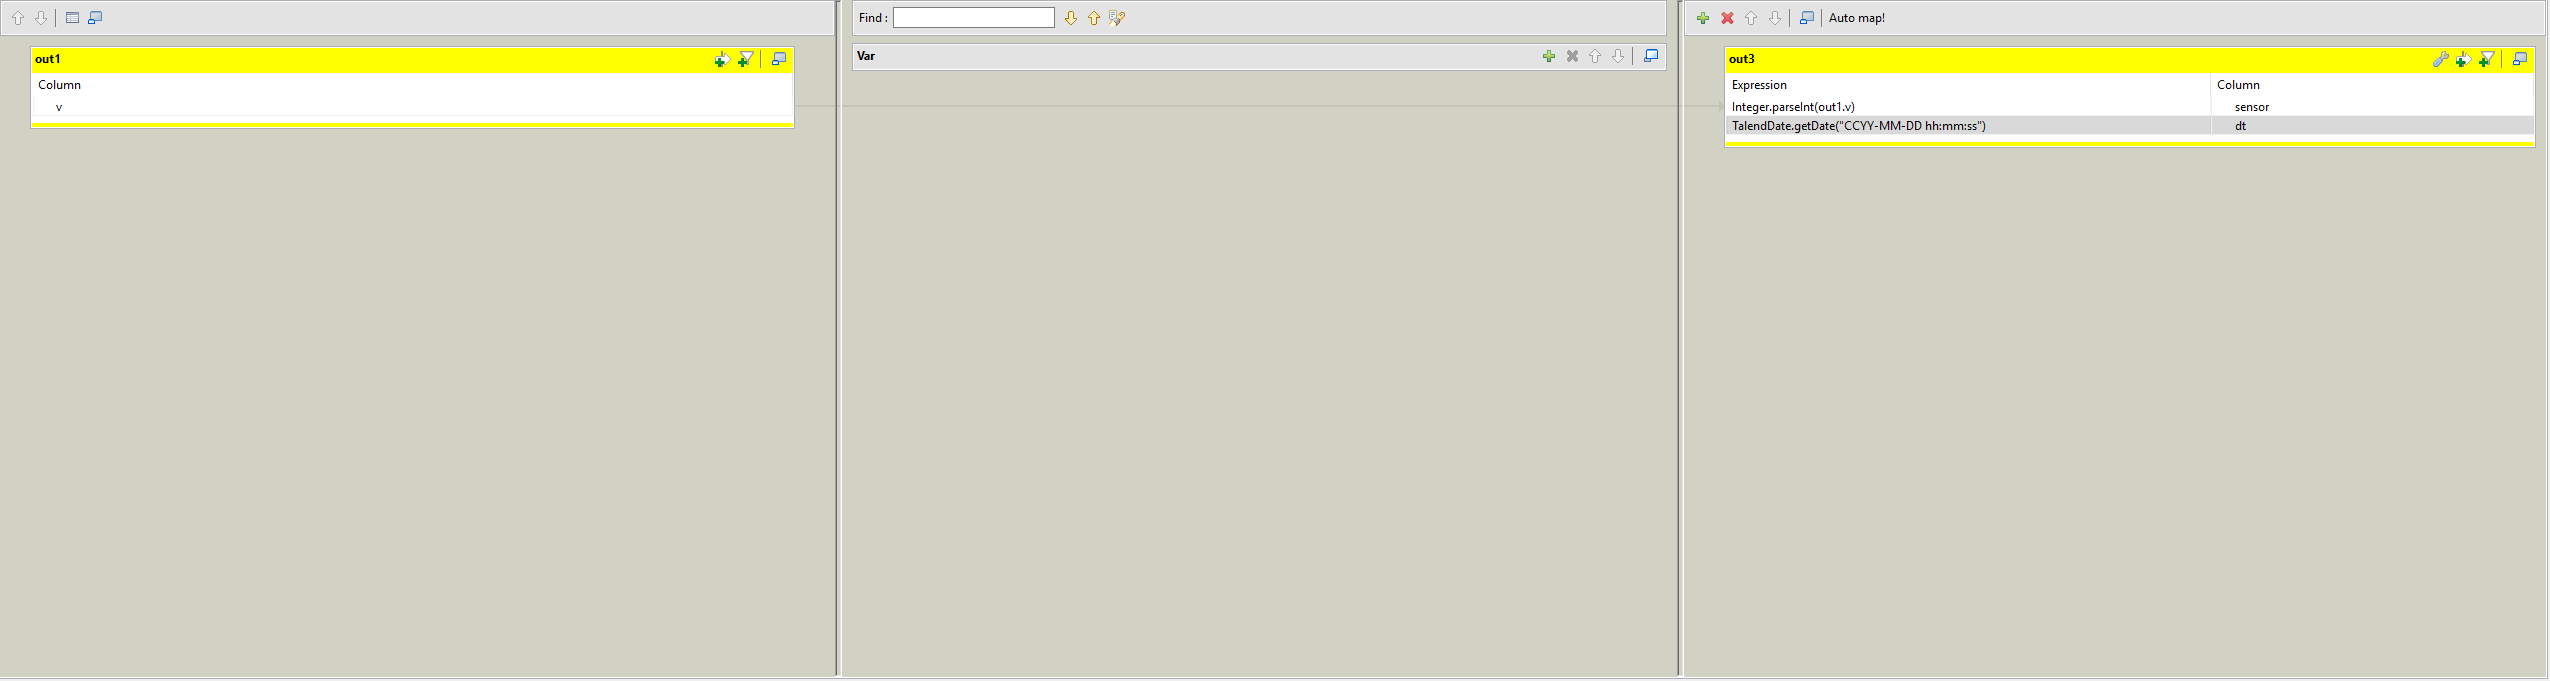 Find :
Auto map!
out1
Var
out3
Column
Expression Column
v
Integer.parseInt(out1.v) sensor
TalendDate.getDate("CCYY-MM-DD hh:mm:ss") dt